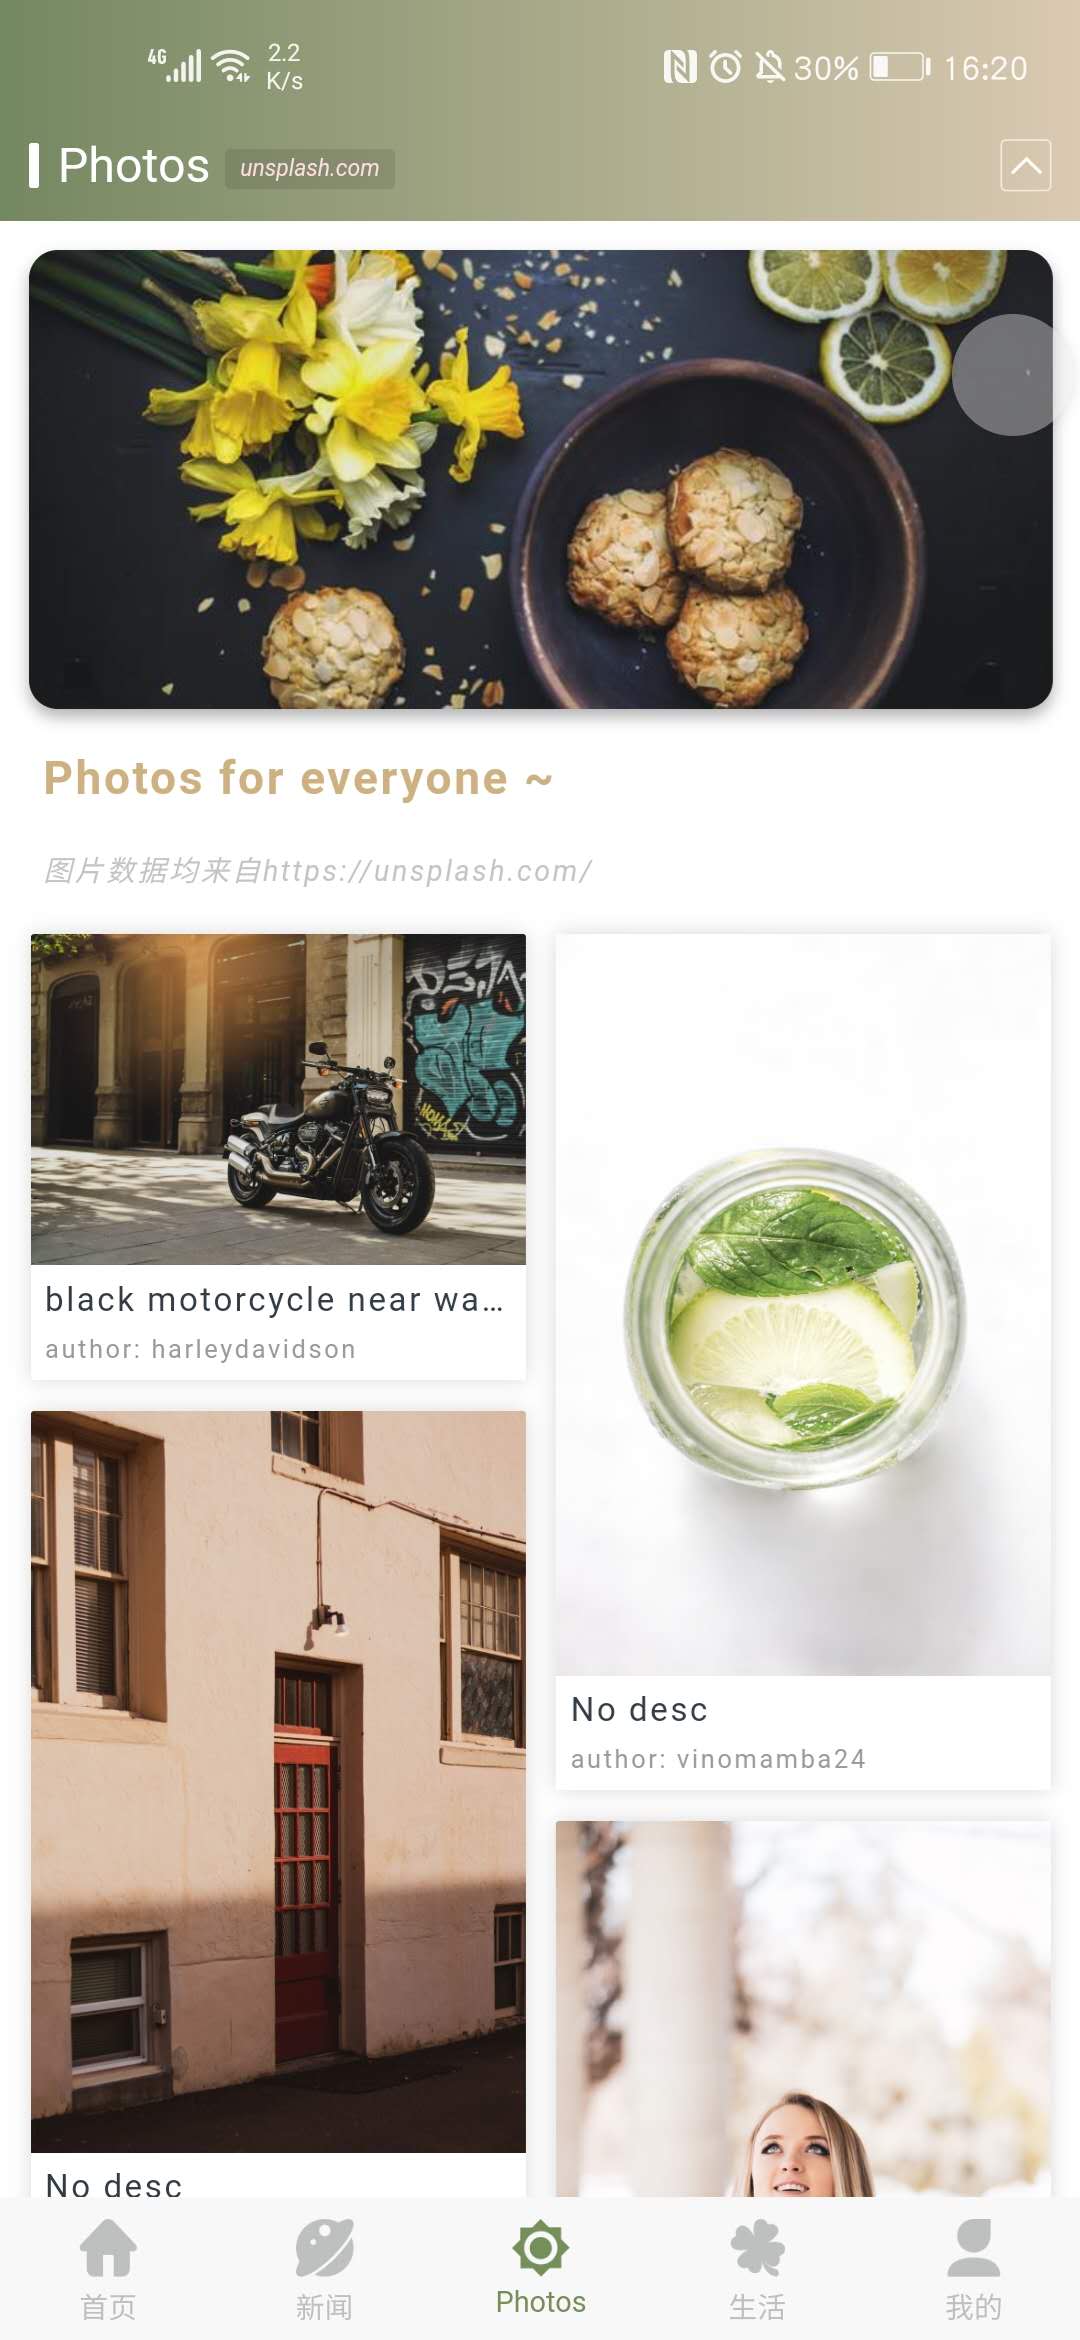 4G 2.2 K/s 30% 16:20
Photos unsplash.com
Photos for everyone ~
图片数据均来自https://unsplash.com/
black motorcycle near wa...
author: harleydavidson
No desc
author: vinomamba24
No desc
首页 新闻 Photos 生活 我的